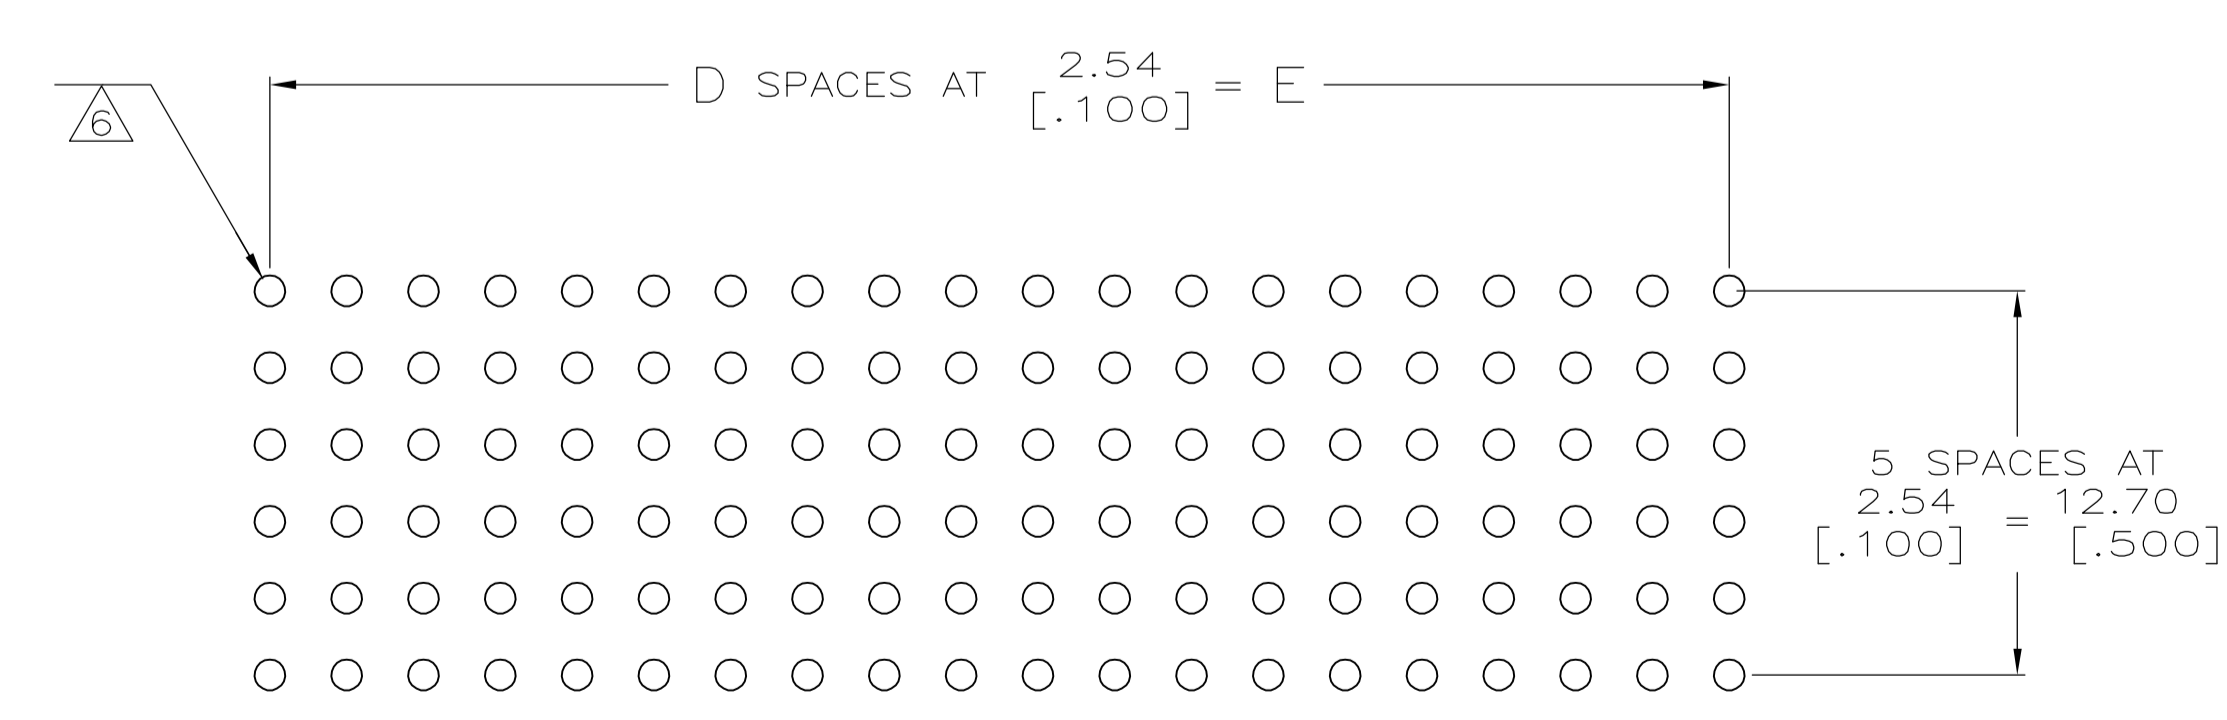 D SPACES AT 2.54 = E
[.100]
6
5 SPACES AT
2.54 = 12.70
[.100] [.500]